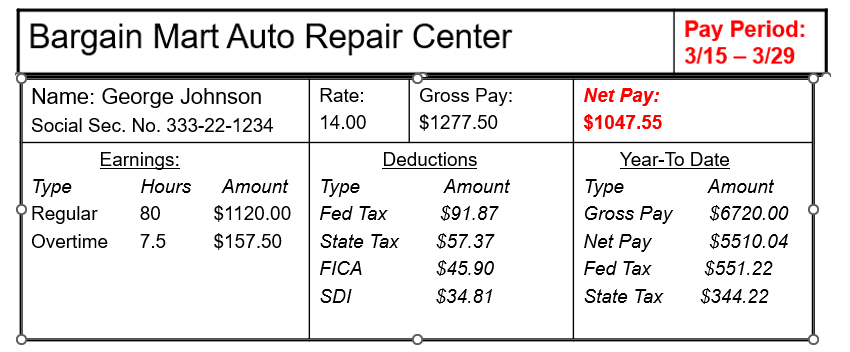 Bargain Mart Auto Repair Center
Pay Period:
3/15 – 3/29
Name: George Johnson
Social Sec. No. 333-22-1234
Rate:
14.00
Gross Pay:
$1277.50
Net Pay:
$1047.55
Earnings:
Type Hours Amount
Regular 80 $1120.00
Overtime 7.5 $157.50
Deductions
Type Amount
Fed Tax $91.87
State Tax $57.37
FICA $45.90
SDI $34.81
Year-To Date
Type Amount
Gross Pay $6720.00
Net Pay $5510.04
Fed Tax $551.22
State Tax $344.22